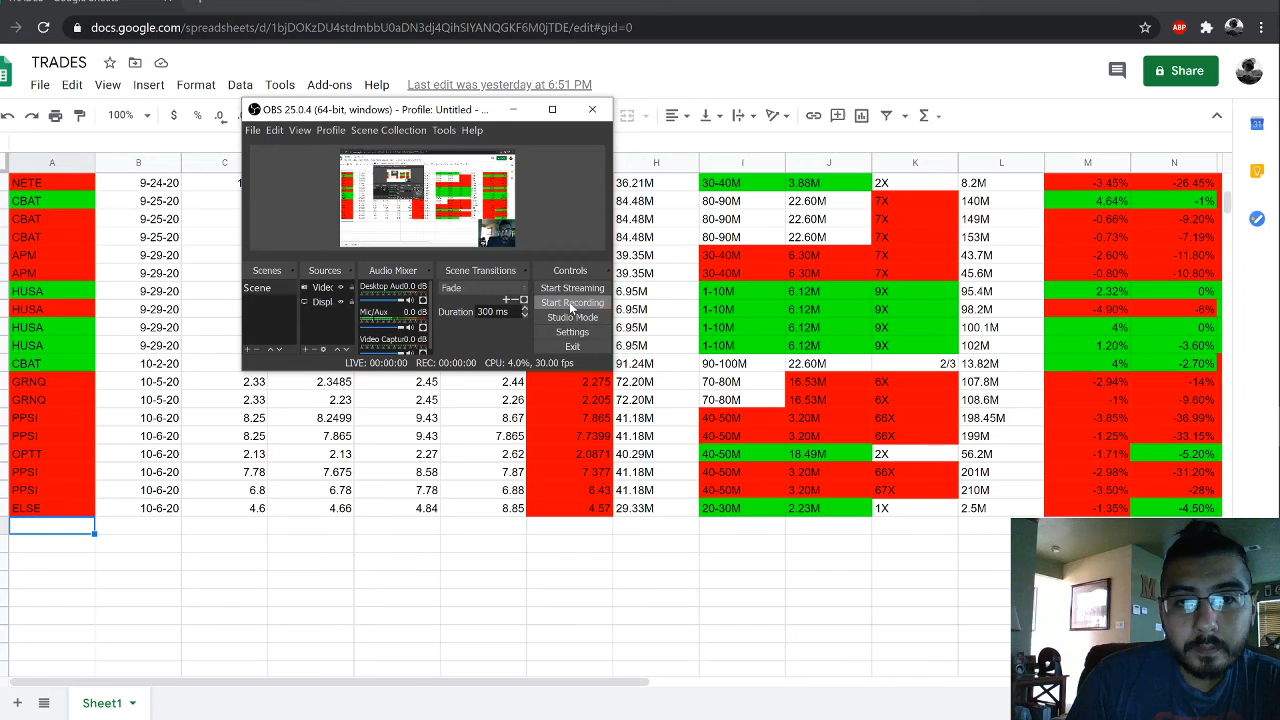 docs.google.com/spreadsheets/d/1bjDOKzDU4stdmbbU0aDN3dj4QihSIYANQGKF6M0jTDE/edit#gid=0
ABP
TRADES
File Edit View Insert Format Data Tools Add-ons Help Last edit was yesterday at 6:51 PM
Share
100% $ % .0
OBS 25.0.4 (64-bit, windows) - Profile: Untitled - ...
File Edit View Profile Scene Collection Tools Help
Scenes Sources Audio Mixer Scene Transitions Controls
Scene Videc Displ Desktop Aud 0.0 dB Fade Start Streaming
Mic/Aux 0.0 dB Duration 300 ms Start Recording
Studio Mode
Video Captur 0.0 dB Settings
Exit
LIVE: 00:00:00 REC: 00:00:00 CPU: 4.0%, 30.00 fps
A B C H I J K L M N
NETE 9-24-20 1 36.21M 30-40M 3.88M 2X 8.2M -3.45% -26.45%
CBAT 9-25-20 84.48M 80-90M 22.60M 7X 140M 4.64% -1%
CBAT 9-25-20 84.48M 80-90M 22.60M 7X 149M -0.66% -9.20%
CBAT 9-25-20 84.48M 80-90M 22.60M 7X 153M -0.73% -7.19%
APM 9-29-20 39.35M 30-40M 6.30M 7X 43.7M -2.56% -11.80%
APM 9-29-20 39.35M 30-40M 6.30M 7X 45.6M -0.80% -10.80%
HUSA 9-29-20 6.95M 1-10M 6.12M 9X 95.4M 2.32% 0%
HUSA 9-29-20 6.95M 1-10M 6.12M 9X 98.2M -4.90% -6%
HUSA 9-29-20 6.95M 1-10M 6.12M 9X 100.1M 4% 0%
HUSA 9-29-20 6.95M 1-10M 6.12M 9X 102M 1.20% -3.60%
CBAT 10-2-20 91.24M 90-100M 22.60M 2/3 13.82M 4% -2.70%
GRNQ 10-5-20 2.33 2.3485 2.45 2.44 2.275 72.20M 70-80M 16.53M 6X 107.8M -2.94% -14%
GRNQ 10-5-20 2.33 2.23 2.45 2.26 2.205 72.20M 70-80M 16.53M 6X 108.6M -1% -9.80%
PPSI 10-6-20 8.25 8.2499 9.43 8.67 7.865 41.18M 40-50M 3.20M 66X 198.45M -3.85% -36.99%
PPSI 10-6-20 8.25 7.865 9.43 7.865 7.7399 41.18M 40-50M 3.20M 66X 199M -1.25% -33.15%
OPTT 10-6-20 2.13 2.13 2.27 2.62 2.0871 40.29M 40-50M 18.49M 2X 56.2M -1.71% -5.20%
PPSI 10-6-20 7.78 7.675 8.58 7.87 7.377 41.18M 40-50M 3.20M 66X 201M -2.98% -31.20%
PPSI 10-6-20 6.8 6.78 7.78 6.88 6.43 41.18M 40-50M 3.20M 67X 210M -3.50% -28%
ELSE 10-6-20 4.6 4.66 4.84 8.85 4.57 29.33M 20-30M 2.23M 1X 2.5M -1.35% -4.50%
Sheet1